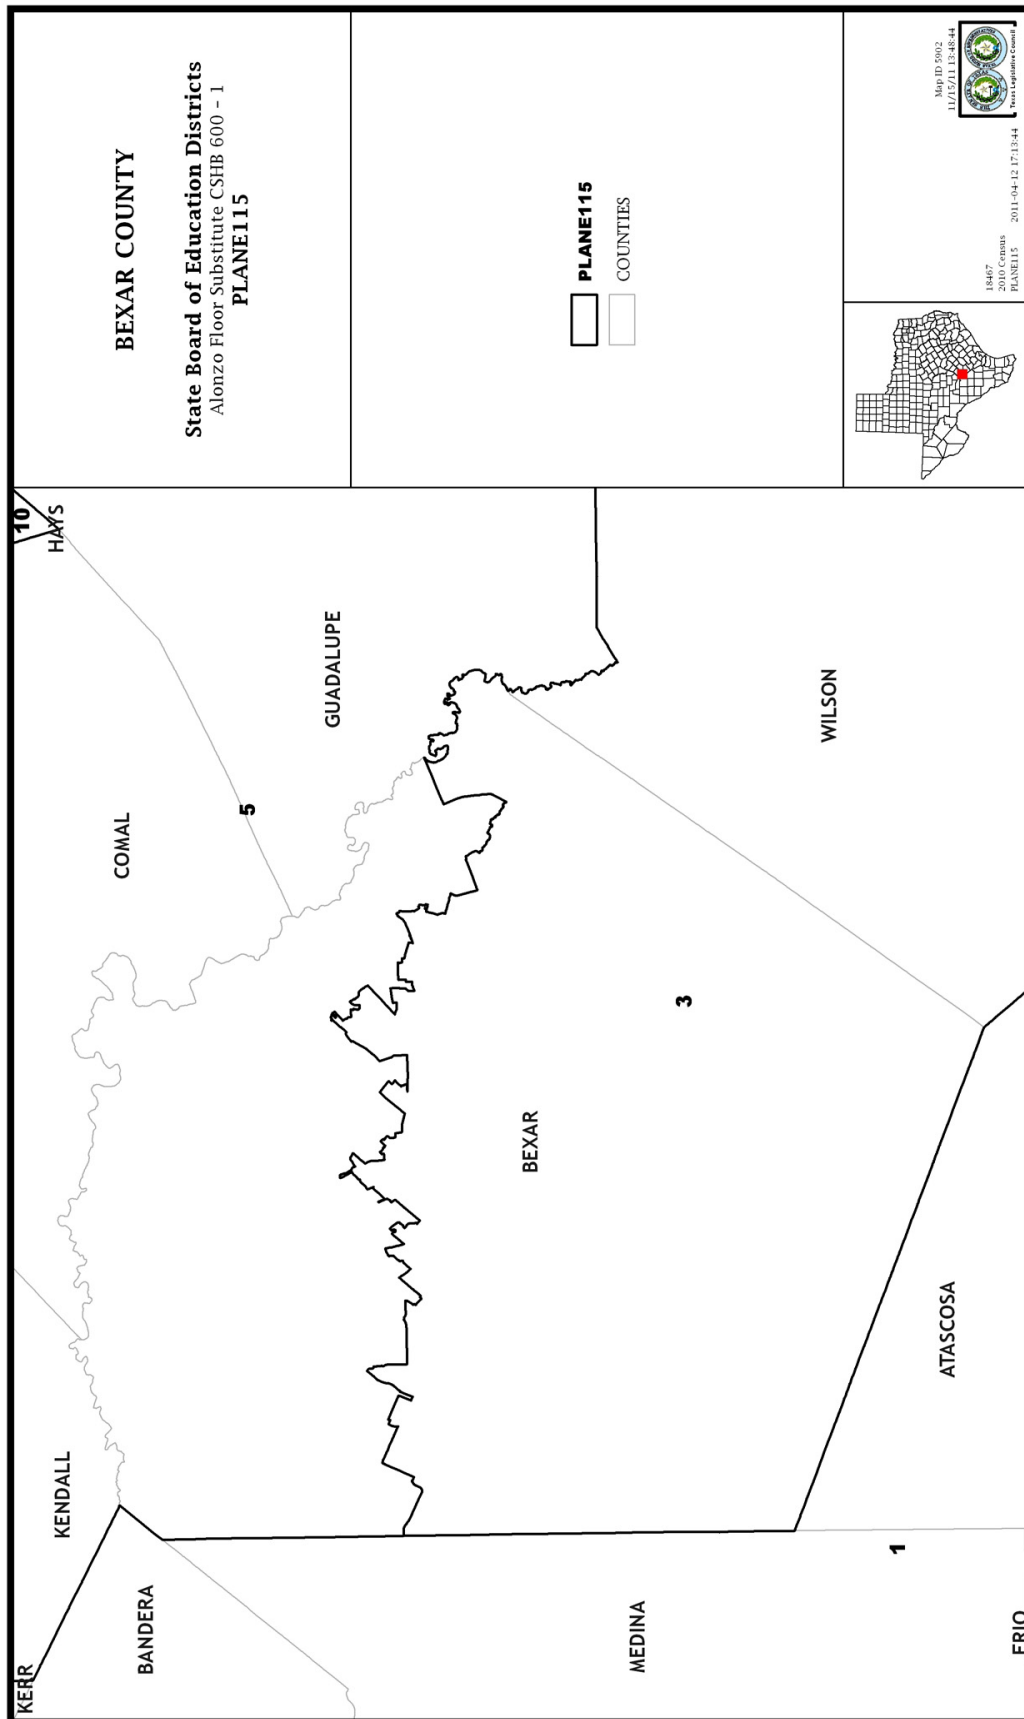 BEXAR COUNTY
State Board of Education Districts
Alonzo Floor Substitute CSHB 600 - 1
PLANE115
PLANE115
COUNTIES
Map ID 5902
11/15/11 13:48:44
Texas Legislative Council
18467
2010 Census
PLANE115 2011-04-12 17:13:44
KERR
KENDALL
BANDERA
COMAL
10
HAYS
5
GUADALUPE
BEXAR
3
MEDINA
WILSON
1
ATASCOSA
FRIO